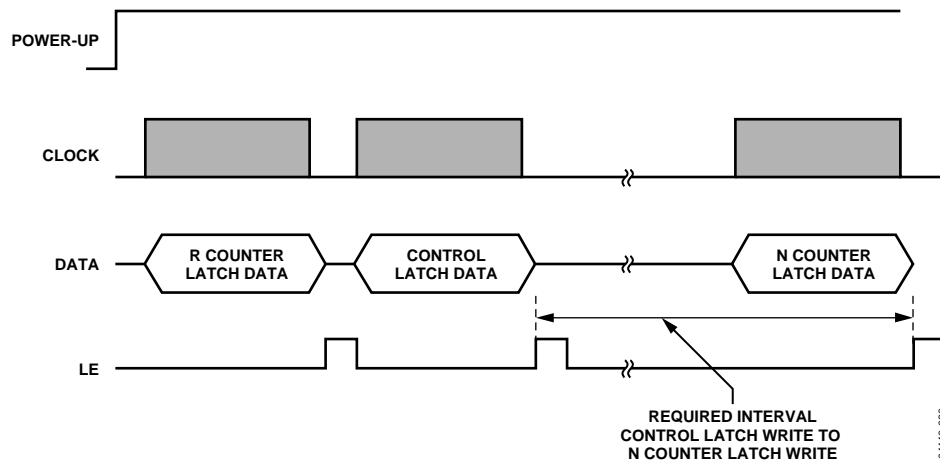 POWER-UP
CLOCK
DATA
R COUNTER
LATCH DATA
CONTROL
LATCH DATA
N COUNTER
LATCH DATA
LE
REQUIRED INTERVAL
CONTROL LATCH WRITE TO
N COUNTER LATCH WRITE